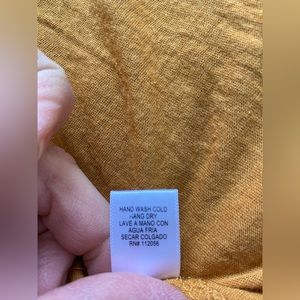 HAND WASH COLD
HANG DRY
LAVE A MANO CON
AGUA FRIA
SECAR COLGADO
RN# 112056